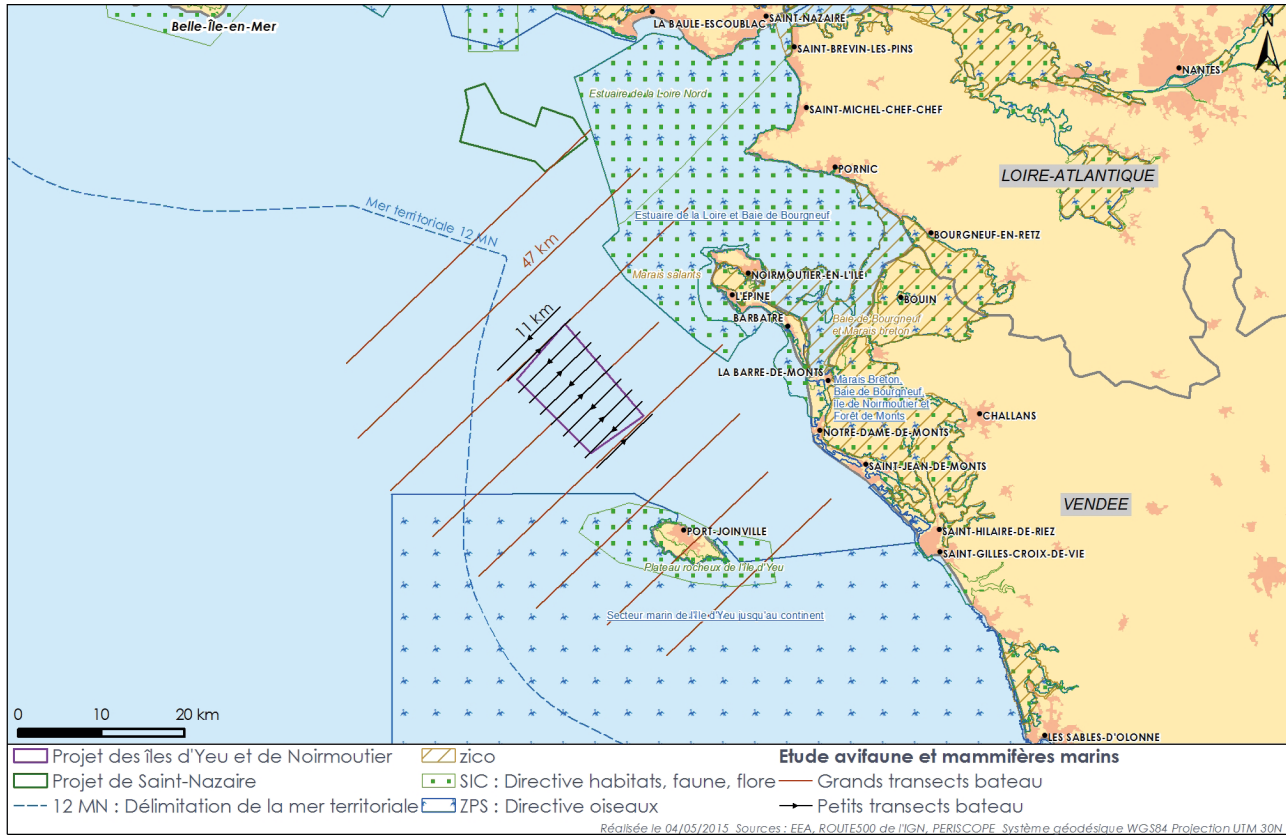 Belle-Île-en-Mer
LA BAULE-ESCOUBLAC
SAINT-NAZAIRE
N
SAINT-BREVIN-LES-PINS
NANTES
Estuaire de la Loire Nord
SAINT-MICHEL-CHEF-CHEF
PORNIC
LOIRE-ATLANTIQUE
Mer territoriale 12 MN
47 km
Estuaire de la Loire et Baie de Bourgneuf
BOURGNEUF-EN-RETZ
Marais salants
NOIRMOUTIER-EN-L'ILE
L'EPINE
BOUIN
11 km
BARBATRE
Baie de Bourgneuf
et Marais breton
LA BARRE-DE-MONTS
Marais Breton,
Baie de Bourgneuf,
île de Noirmoutier et
Forêt de Monts
CHALLANS
NOTRE-DAME-DE-MONTS
SAINT-JEAN-DE-MONTS
VENDEE
PORT-JOINVILLE
SAINT-HILAIRE-DE-RIEZ
SAINT-GILLES-CROIX-DE-VIE
Plateau rocheux de l'île d'Yeu
Secteur marin de l'île d'Yeu jusqu'au continent
0 10 20 km
LES SABLES-D'OLONNE
Projet des îles d'Yeu et de Noirmoutier
zico
Etude avifaune et mammifères marins
Projet de Saint-Nazaire
SIC : Directive habitats, faune, flore
Grands transects bateau
12 MN : Délimitation de la mer territoriale
ZPS : Directive oiseaux
Petits transects bateau
Réalisée le 04/05/2015 Sources : EEA, ROUTE500 de l'IGN, PERISCOPE Système géodésique WGS84 Projection UTM 30N